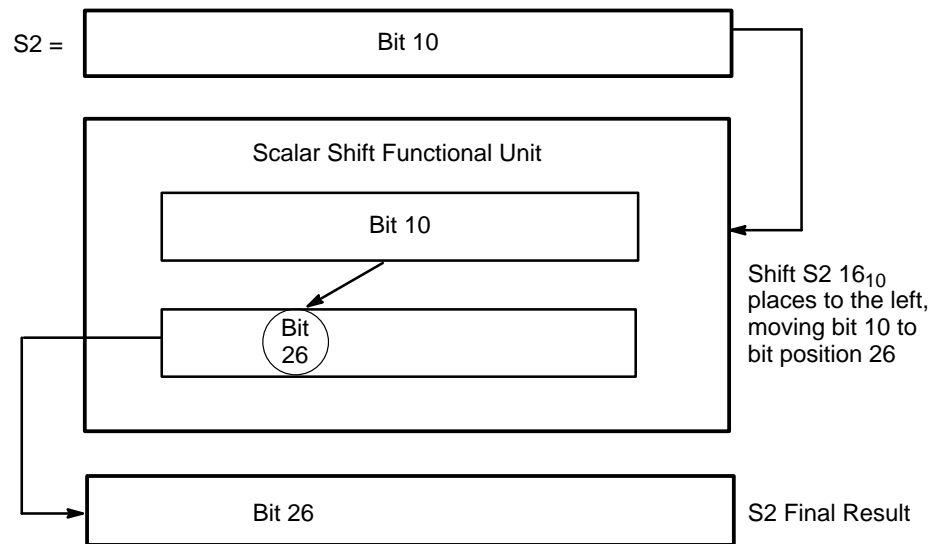 S2 =
Bit 10
Scalar Shift Functional Unit
Bit 10
Shift S2 16₁₀
places to the left,
moving bit 10 to
bit position 26
Bit
26
Bit 26
S2 Final Result